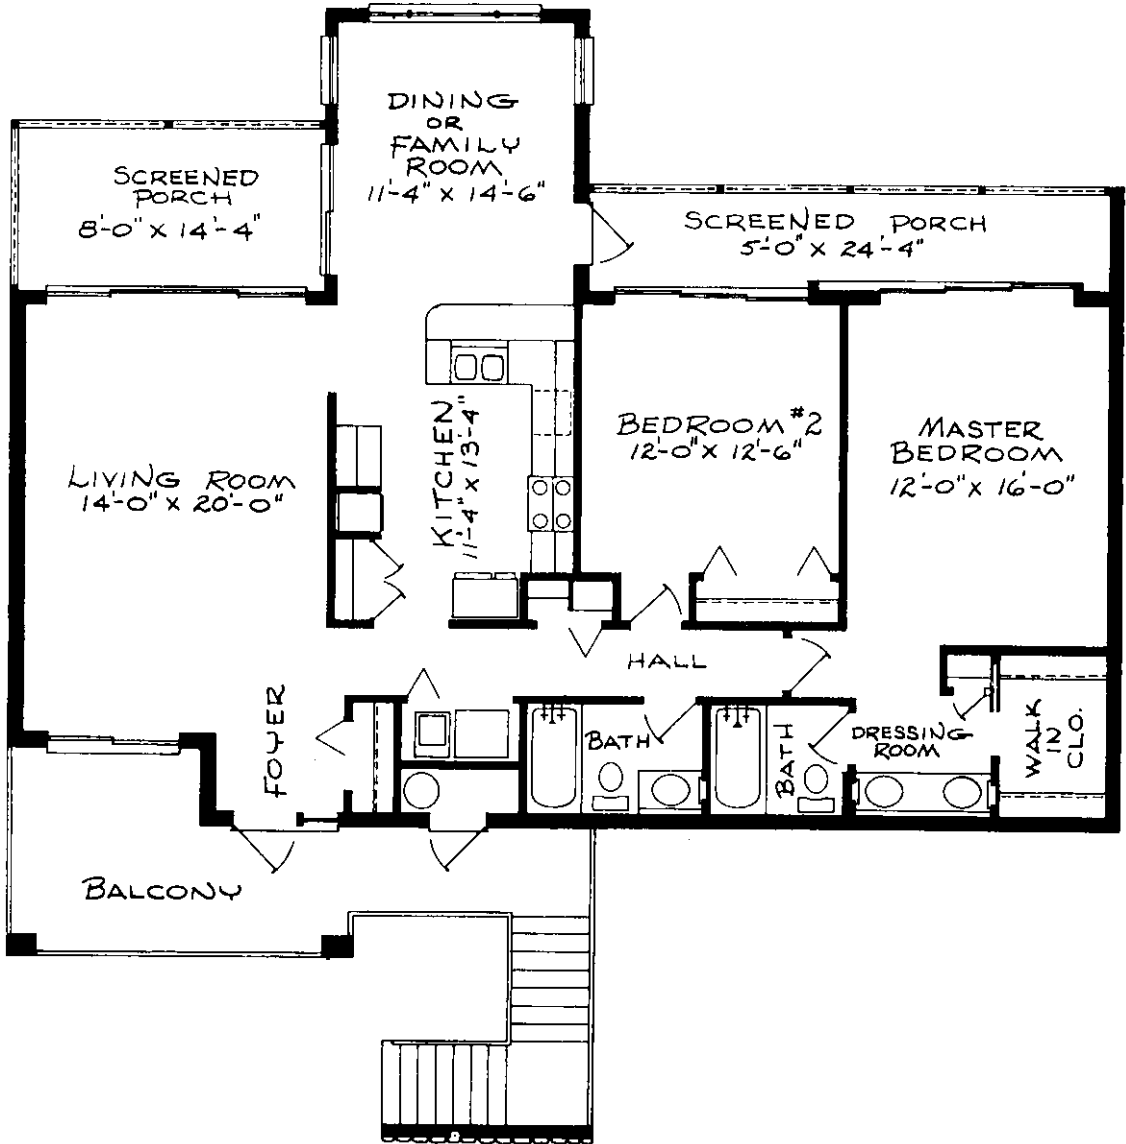 DINING
OR
FAMILY
ROOM
11'-4" X 14'-6"
SCREENED
PORCH
8'-0" X 14'-4"
SCREENED PORCH
5'-0" X 24'-4"
LIVING ROOM
14'-0" X 20'-0"
KITCHEN
11'-4" X 13'-4"
BEDROOM #2
12'-0" X 12'-6"
MASTER
BEDROOM
12'-0" X 16'-0"
HALL
FOYER
BATH
BATH
DRESSING
ROOM
WALK
IN
CLO.
BALCONY